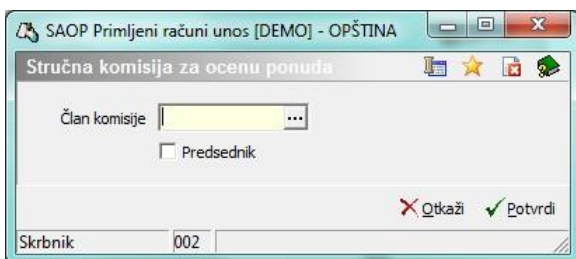 SAOP Primljeni računi unos [DEMO] - OPŠTINA
Stručna komisija za ocenu ponuda
Član komisije
Predsednik
Otkaži Potvrdi
Skrbnik 002